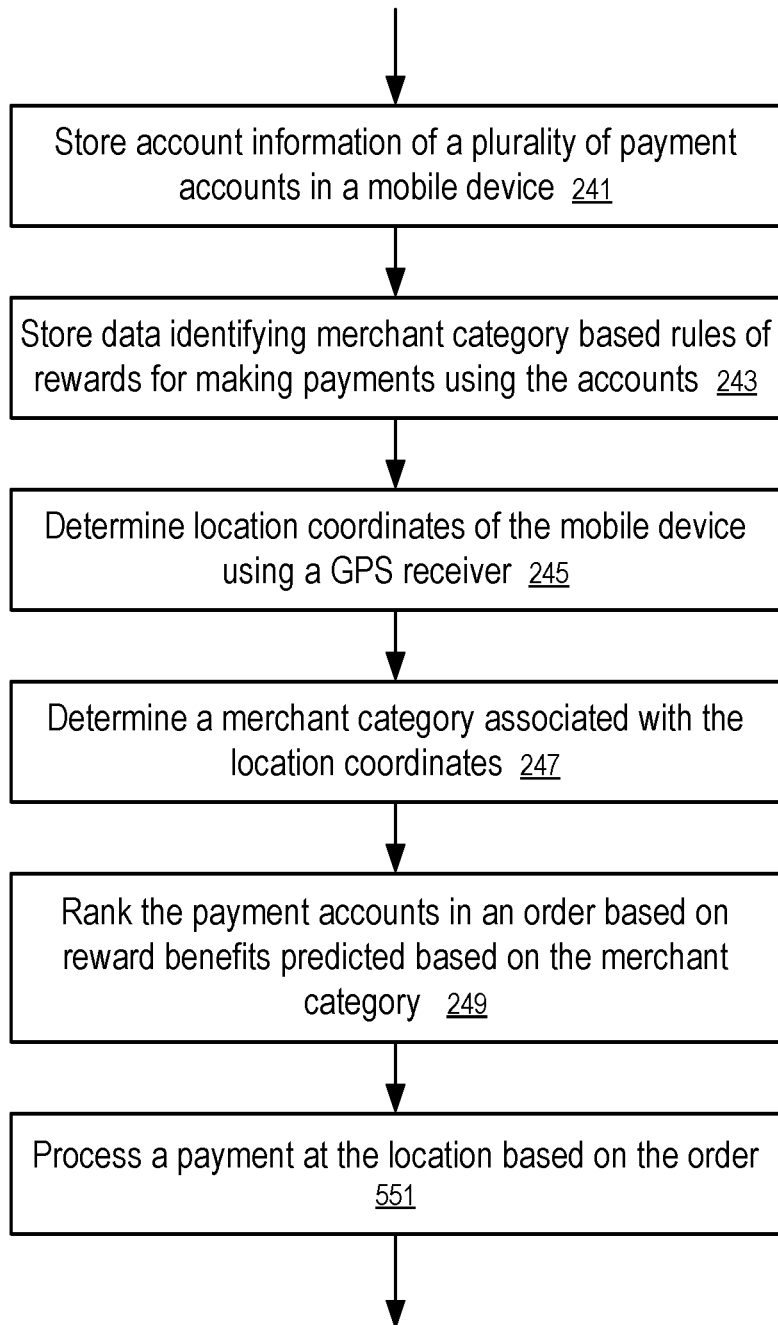 Store account information of a plurality of payment
accounts in a mobile device 241
Store data identifying merchant category based rules of
rewards for making payments using the accounts 243
Determine location coordinates of the mobile device
using a GPS receiver 245
Determine a merchant category associated with the
location coordinates 247
Rank the payment accounts in an order based on
reward benefits predicted based on the merchant
category 249
Process a payment at the location based on the order
551